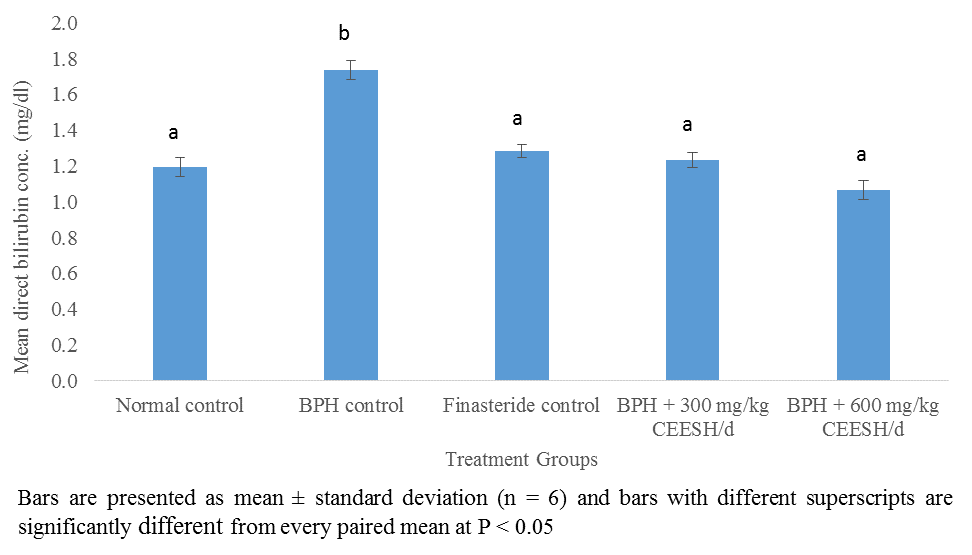 2.0
1.8
1.6
1.4
1.2
1.0
0.8
0.6
0.4
0.2
0.0
Mean direct bilirubin conc. (mg/dl)
a
b
a
a
a
Normal control
BPH control
Finasteride control
BPH + 300 mg/kg
CEESH/d
BPH + 600 mg/kg
CEESH/d
Treatment Groups
Bars are presented as mean ± standard deviation (n = 6) and bars with different superscripts are
significantly different from every paired mean at P < 0.05